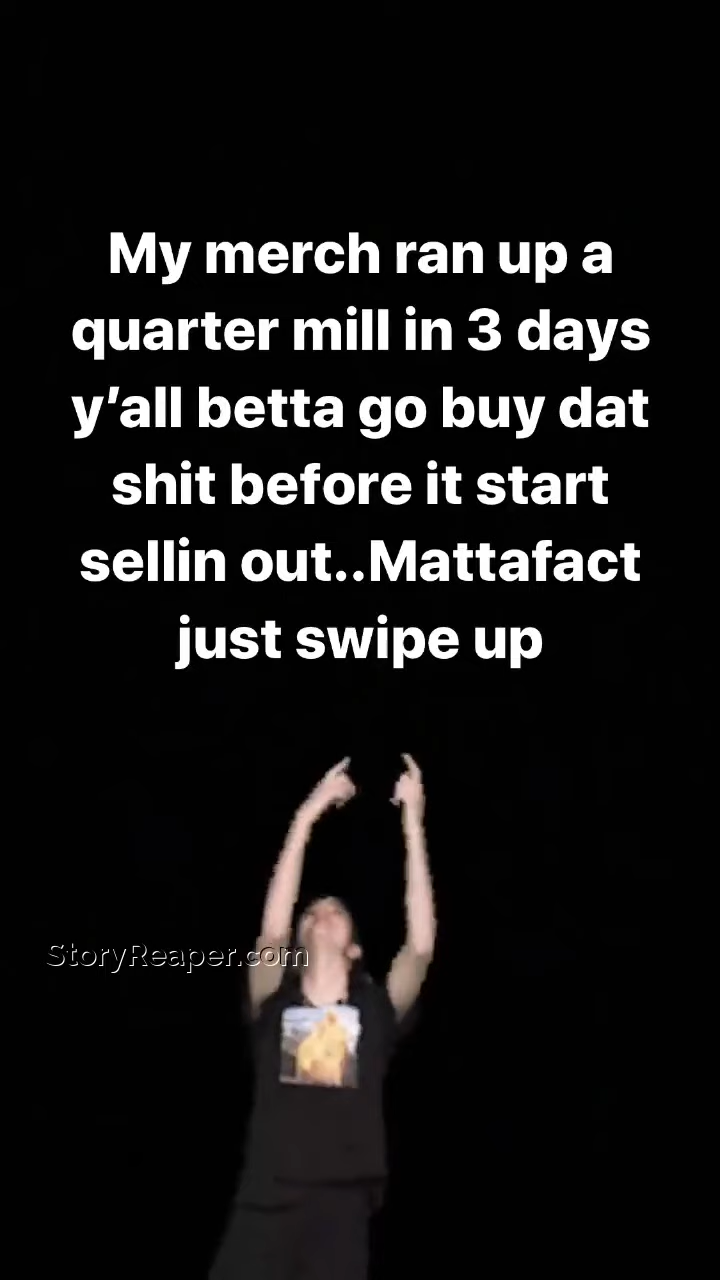 My merch ran up a
quarter mill in 3 days
y’all betta go buy dat
shit before it start
sellin out..Mattafact
just swipe up
StoryReaper.com